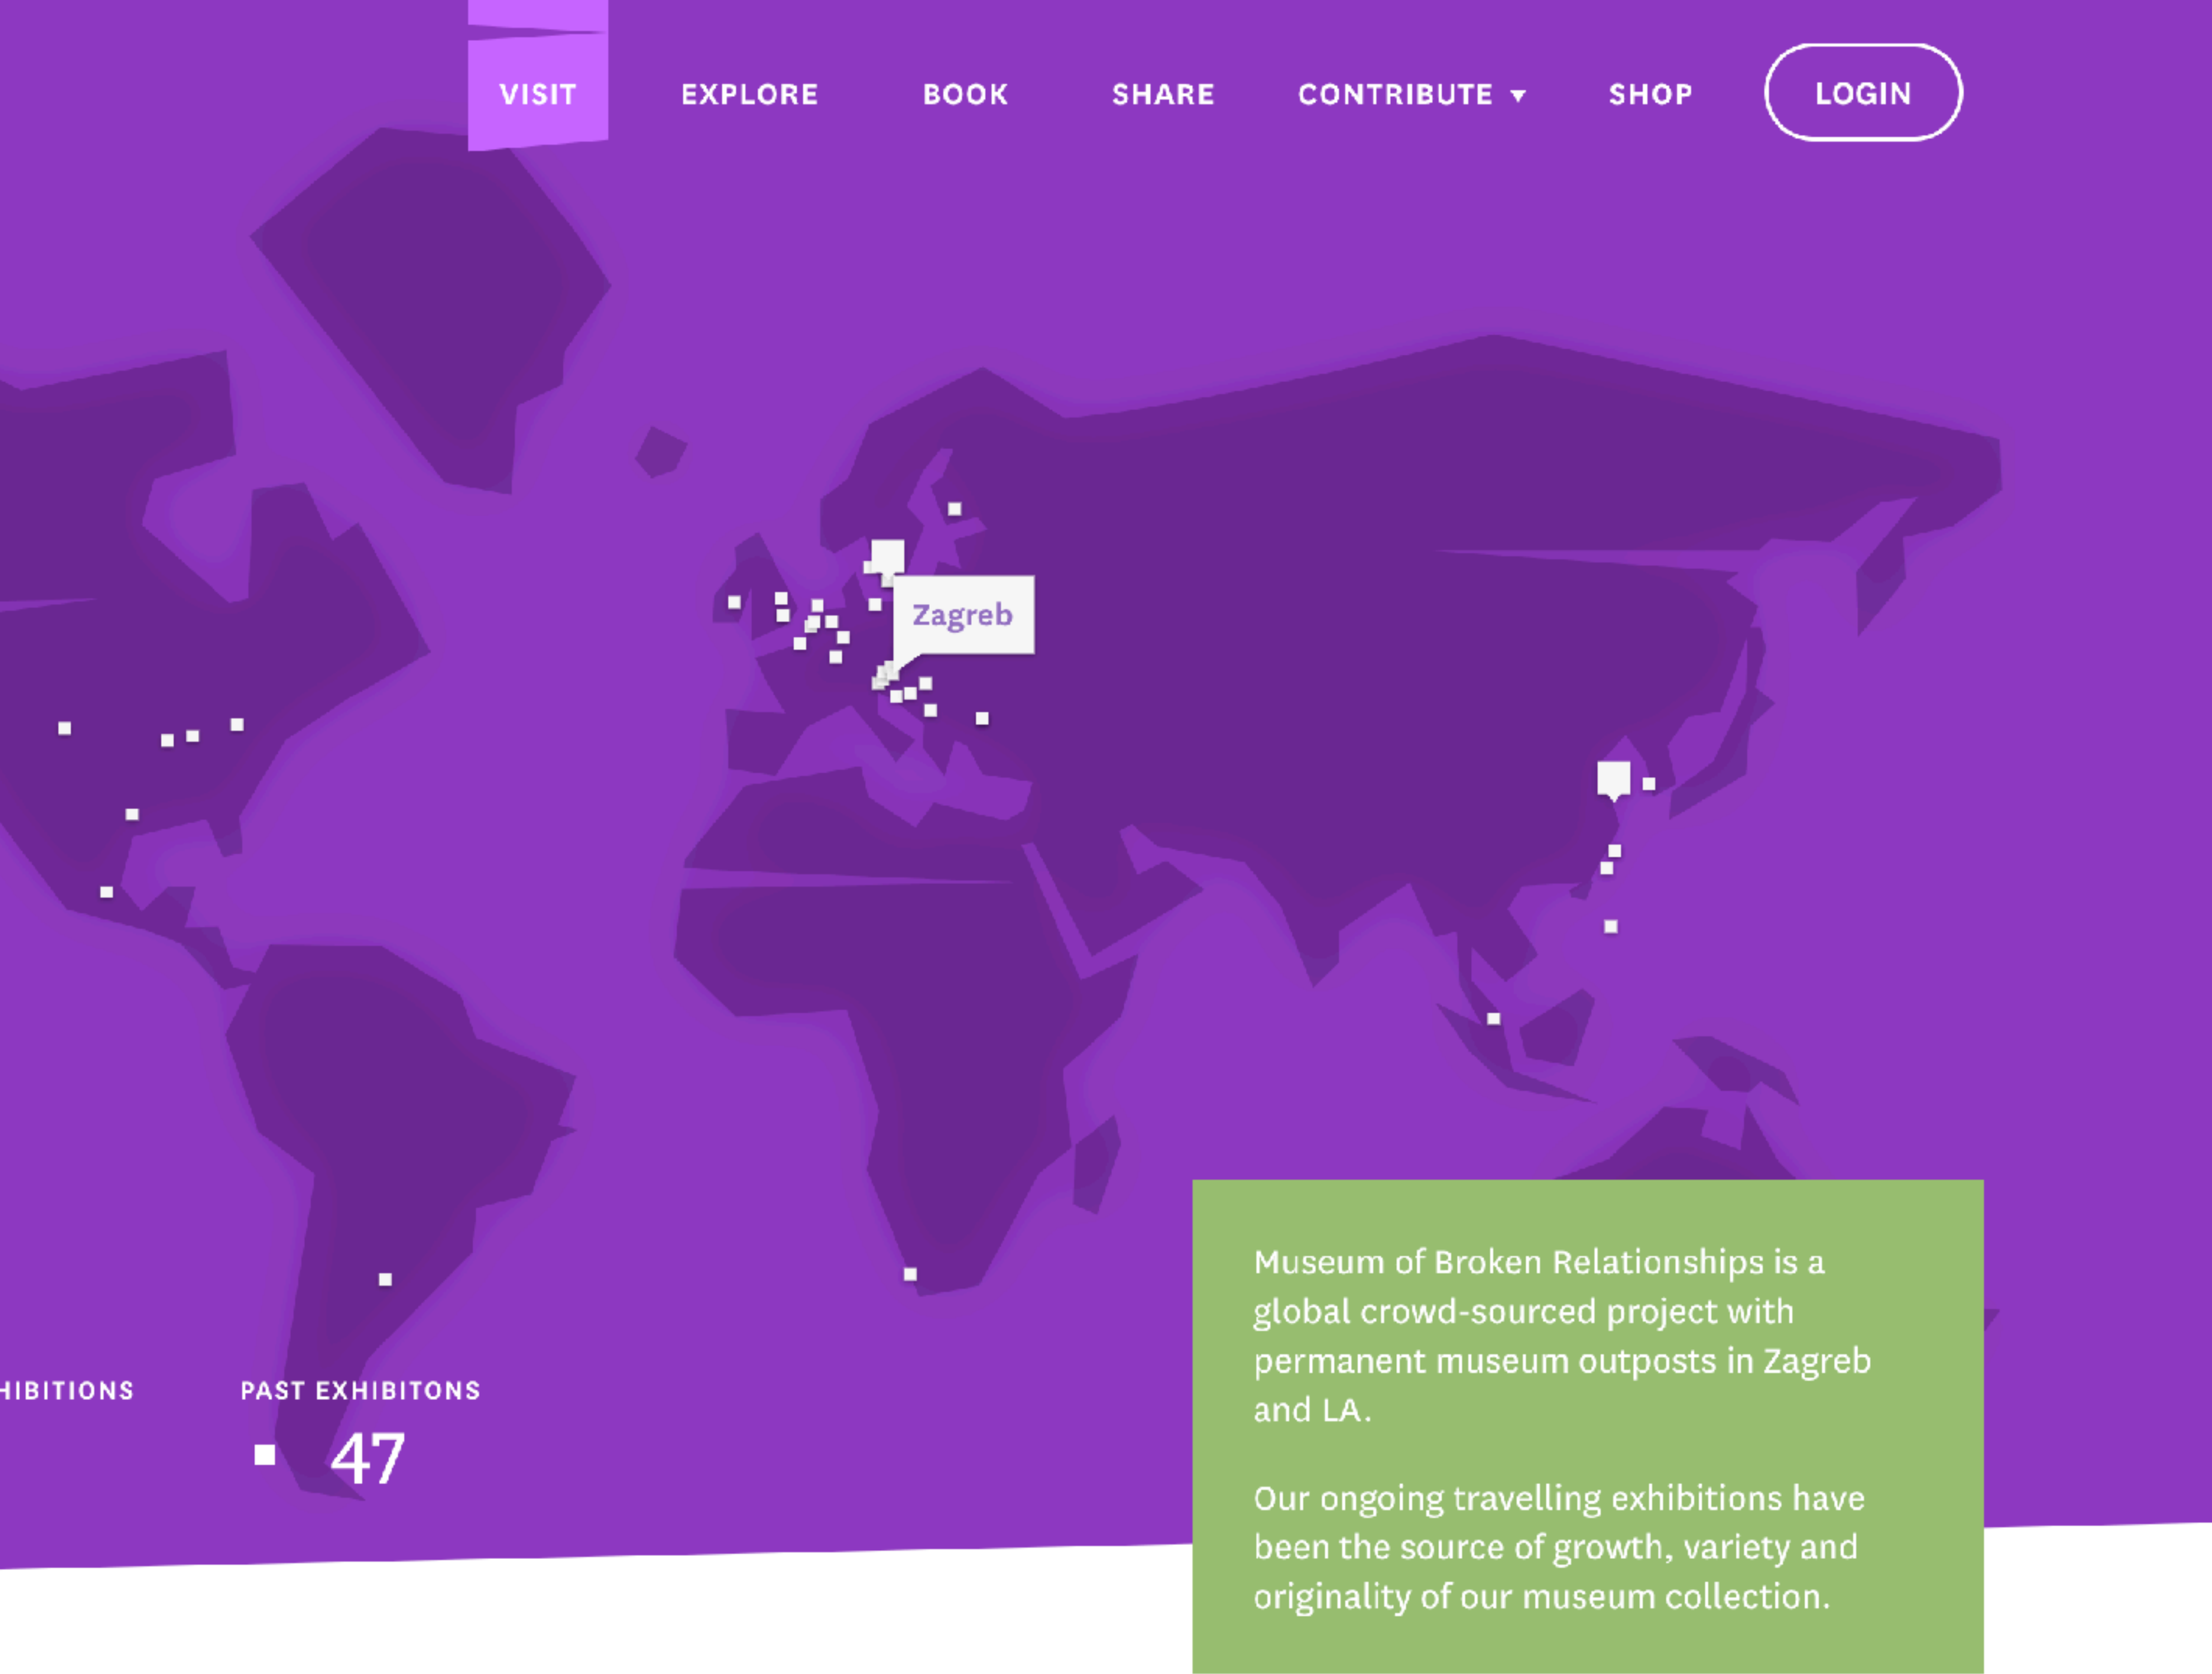 VISIT EXPLORE BOOK SHARE CONTRIBUTE SHOP LOGIN
Zagreb
Museum of Broken Relationships is a
global crowd-sourced project with
permanent museum outposts in Zagreb
and LA.
HIBITIONS PAST EXHIBITONS
47
Our ongoing travelling exhibitions have
been the source of growth, variety and
originality of our museum collection.